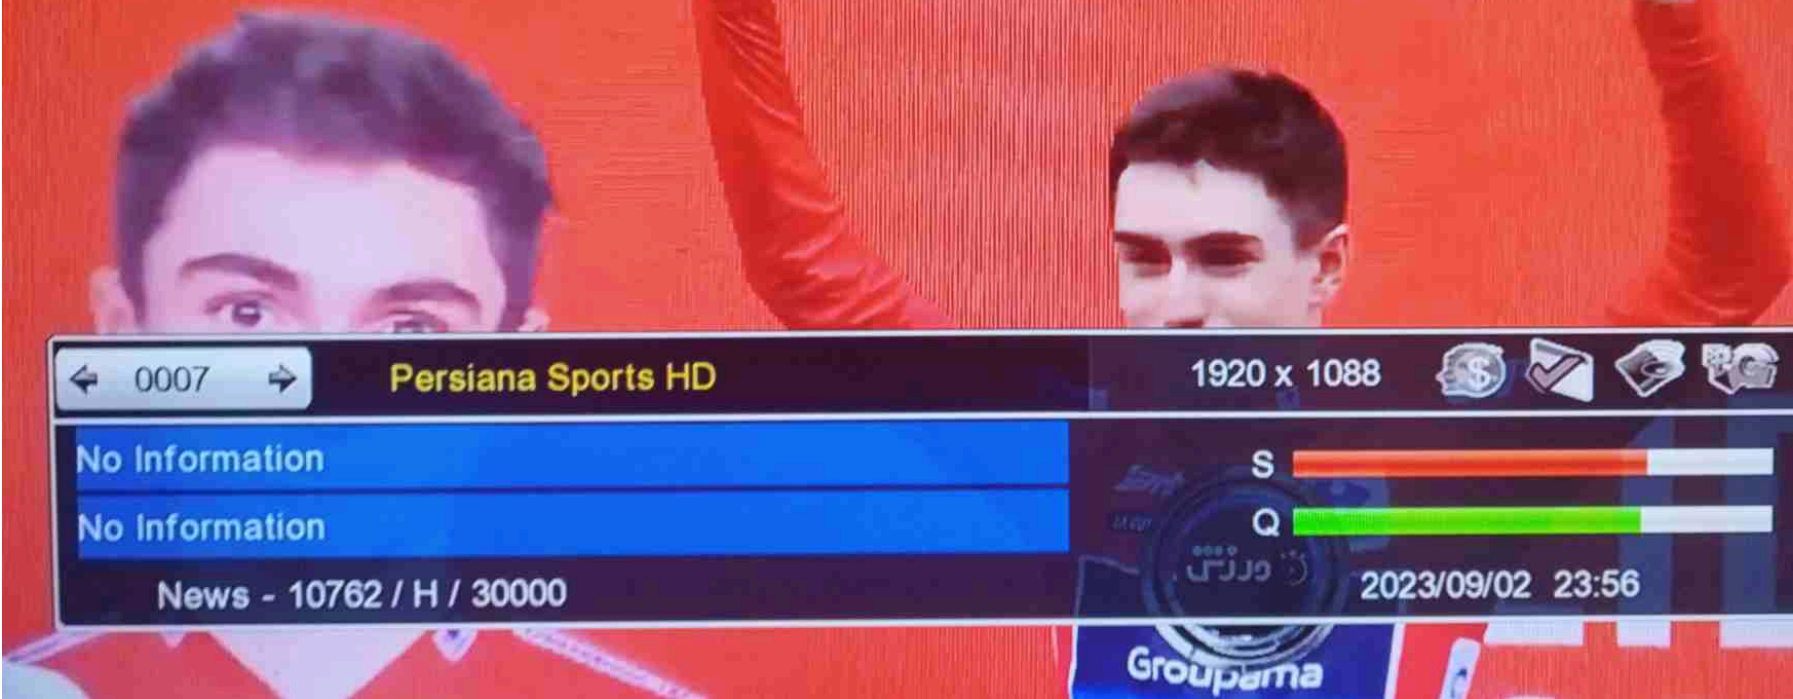 0007
Persiana Sports HD
1920 x 1088
No Information
S
No Information
Q
ورزش
News - 10762 / H / 30000
2023/09/02 23:56
Groupama